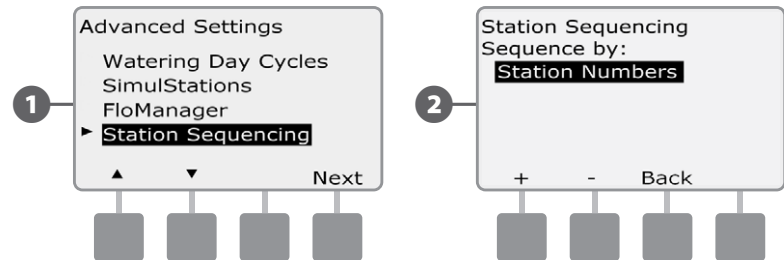 1
Advanced Settings
Watering Day Cycles
SimulStations
FloManager
► Station Sequencing
▲ ▼ Next
2
Station Sequencing
Sequence by:
Station Numbers
+ - Back